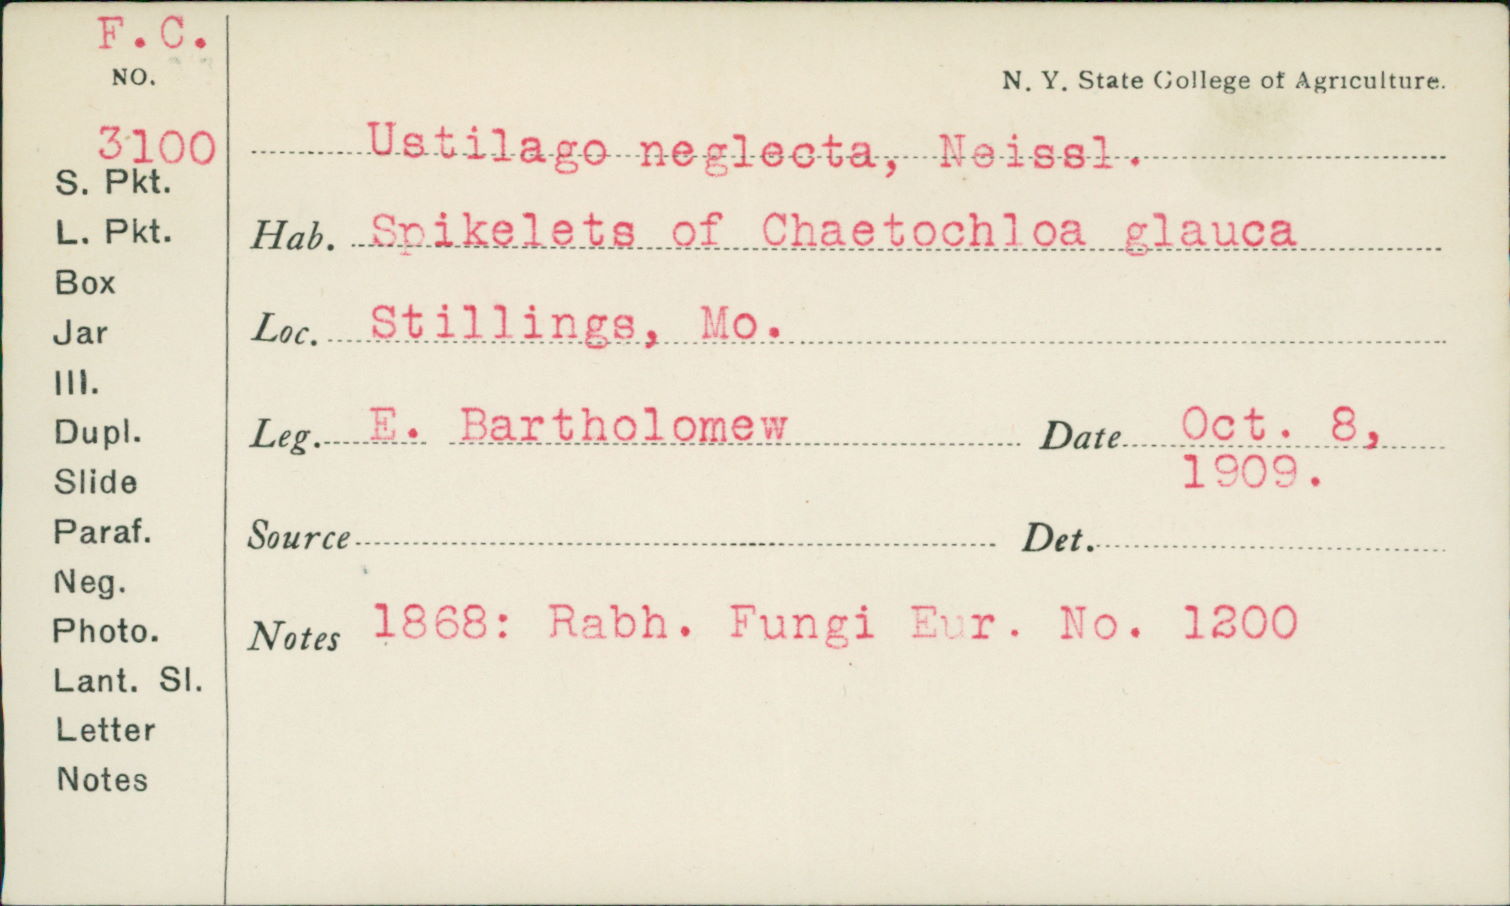 F.C.
NO.
3100
S. Pkt.
L. Pkt.
Box
Jar
Ill.
Dupl.
Slide
Paraf.
Neg.
Photo.
Lant. Sl.
Letter
Notes
N. Y. State College of Agriculture.
Ustilago neglecta, Neissl.
Hab. Spikelets of Chaetochloa glauca
Loc. Stillings, Mo.
Leg. E. Bartholomew Date Oct. 8,
1909.
Source Det.
Notes 1868: Rabh. Fungi Eur. No. 1200